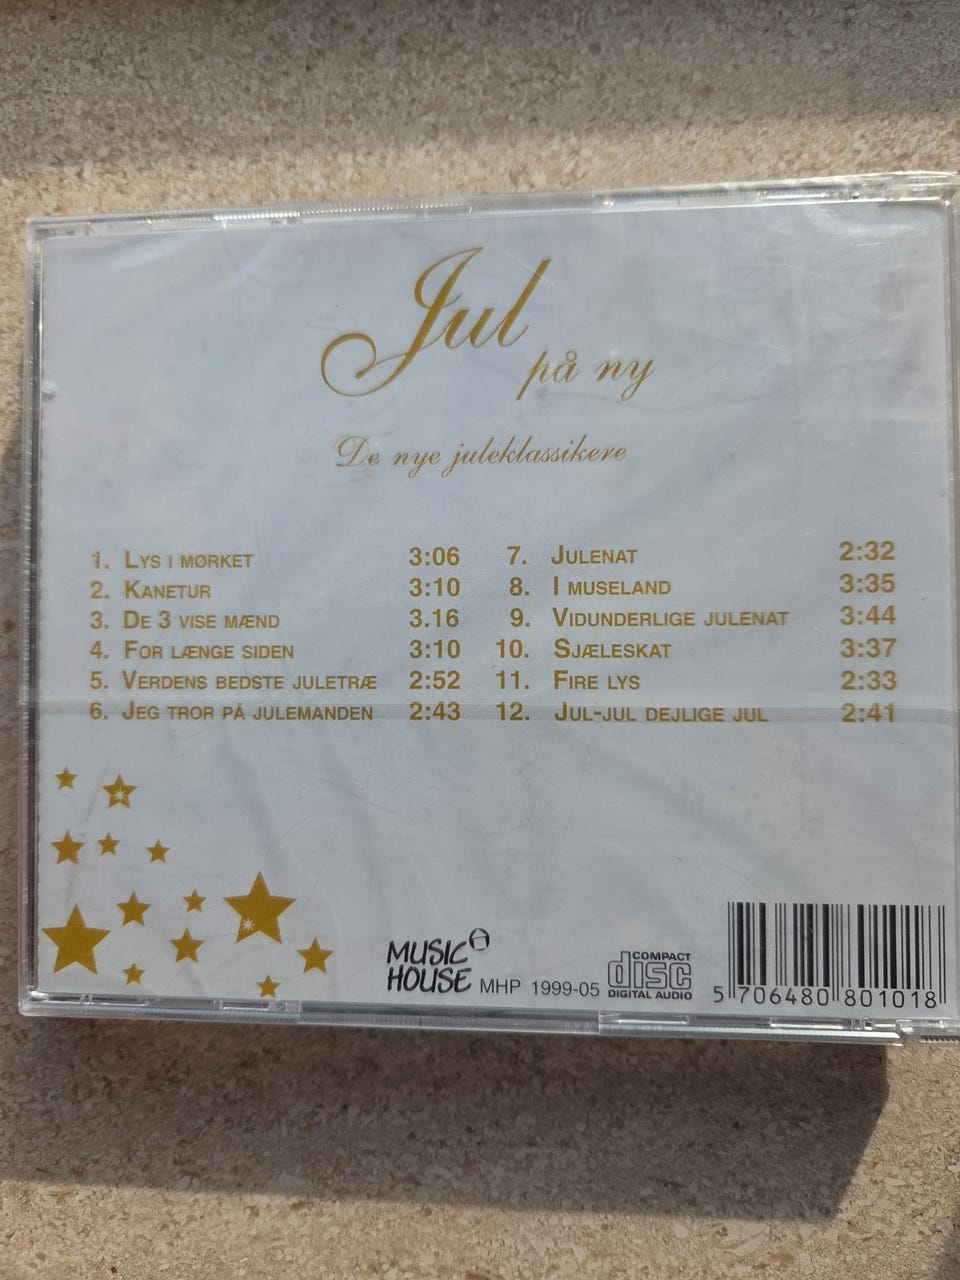 Jul
på ny
De nye juleklassikere
1. Lys i mørket 3:06
2. Kanetur 3:10
3. De 3 vise mænd 3.16
4. For længe siden 3:10
5. Verdens bedste juletræ 2:52
6. Jeg tror på julemanden 2:43
7. Julenat 2:32
8. I museland 3:35
9. Vidunderlige julenat 3:44
10. Sjæleskat 3:37
11. Fire lys 2:33
12. Jul-jul dejlige jul 2:41
MUSIC
HOUSE
MHP 1999-05
COMPACT
disc
DIGITAL AUDIO
5 706480 801018